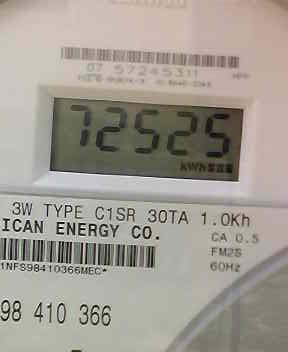 07 57245311
72525
kWh
3W TYPE C1SR 30TA 1.0Kh
ICAN ENERGY CO.
CA 0.5
FM2S
60Hz
1NFS98410366MEC*
98 410 366